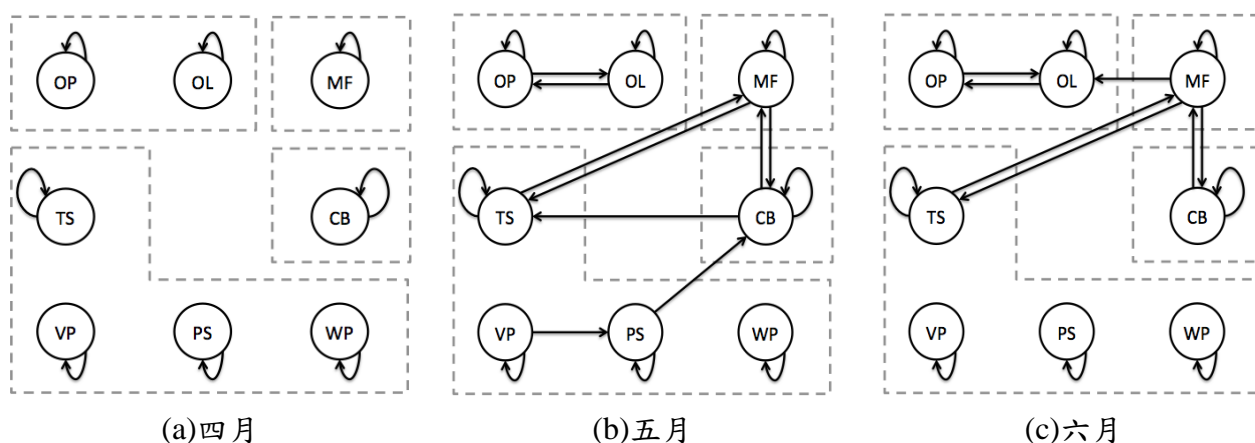 OP OL MF
TS CB
VP PS WP
(a)四月
OP OL MF
TS CB
VP PS WP
(b)五月
OP OL MF
TS CB
VP PS WP
(c)六月